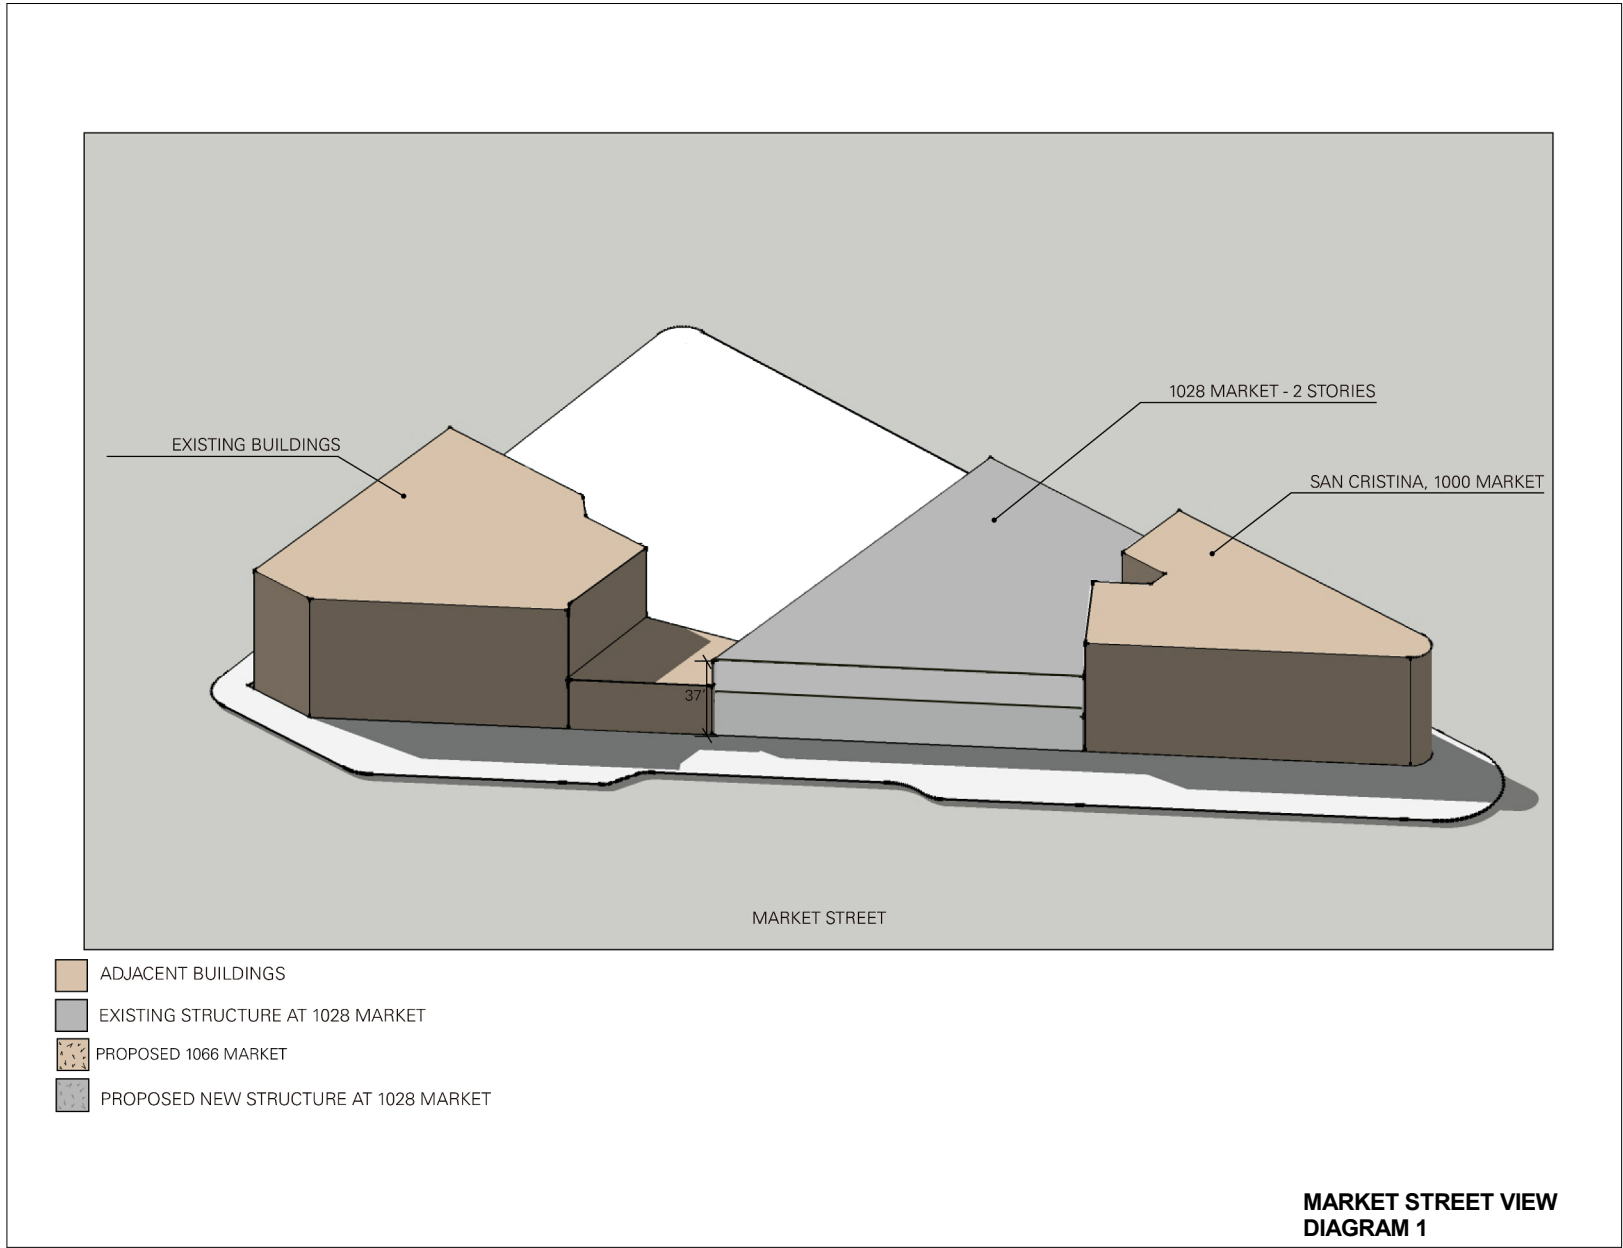 1028 MARKET - 2 STORIES
EXISTING BUILDINGS
SAN CRISTINA, 1000 MARKET
37'
MARKET STREET
ADJACENT BUILDINGS
EXISTING STRUCTURE AT 1028 MARKET
PROPOSED 1066 MARKET
PROPOSED NEW STRUCTURE AT 1028 MARKET
MARKET STREET VIEW
DIAGRAM 1